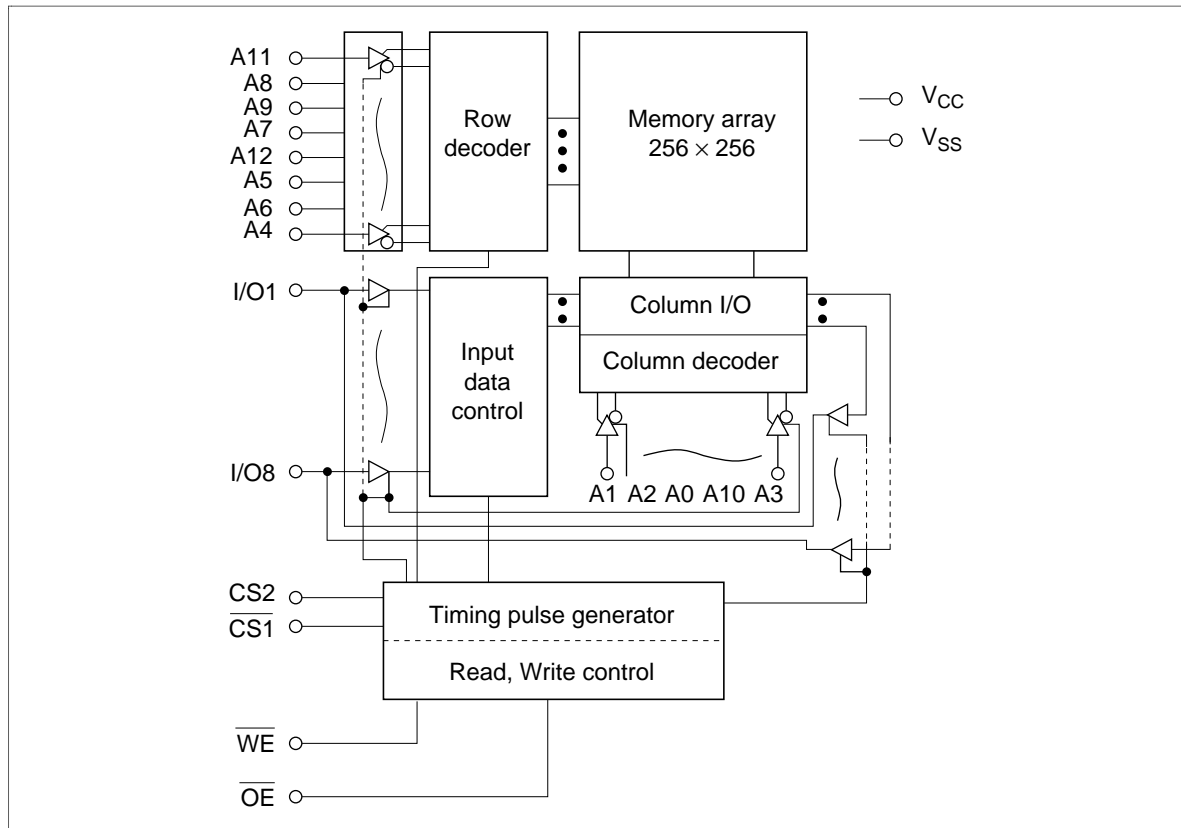 A11
A8
A9
A7
A12
A5
A6
A4
Row
decoder
Memory array
256 × 256
VCC
VSS
I/O1
I/O8
Input
data
control
Column I/O
Column decoder
A1 A2 A0 A10 A3
CS2
CS1
Timing pulse generator
Read, Write control
WE
OE